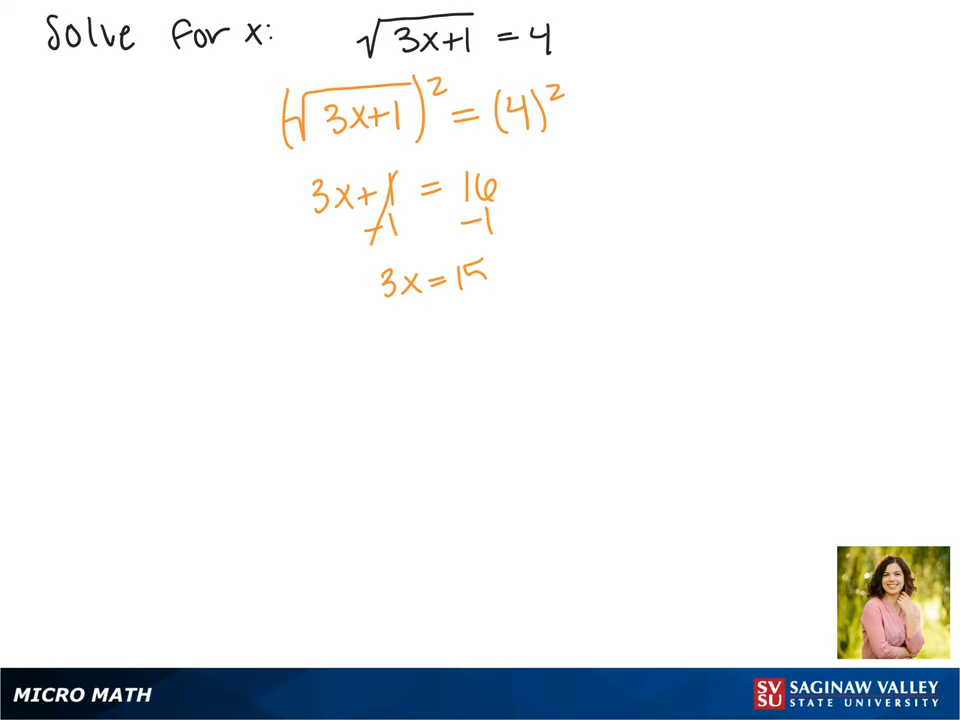 Solve for x: √3x+1 = 4
(√3x+1)² = (4)²
3x+1 = 16
-1 -1
3x=15
MICRO MATH
SV
SU
SAGINAW VALLEY
STATE UNIVERSITY